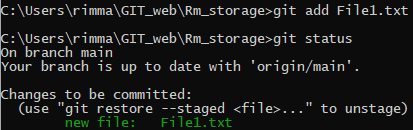 C:\Users\rimma\GIT_web\Rm_storage>git add File1.txt
C:\Users\rimma\GIT_web\Rm_storage>git status
On branch main
Your branch is up to date with 'origin/main'.
Changes to be committed:
(use "git restore --staged <file>..." to unstage)
new file:   File1.txt